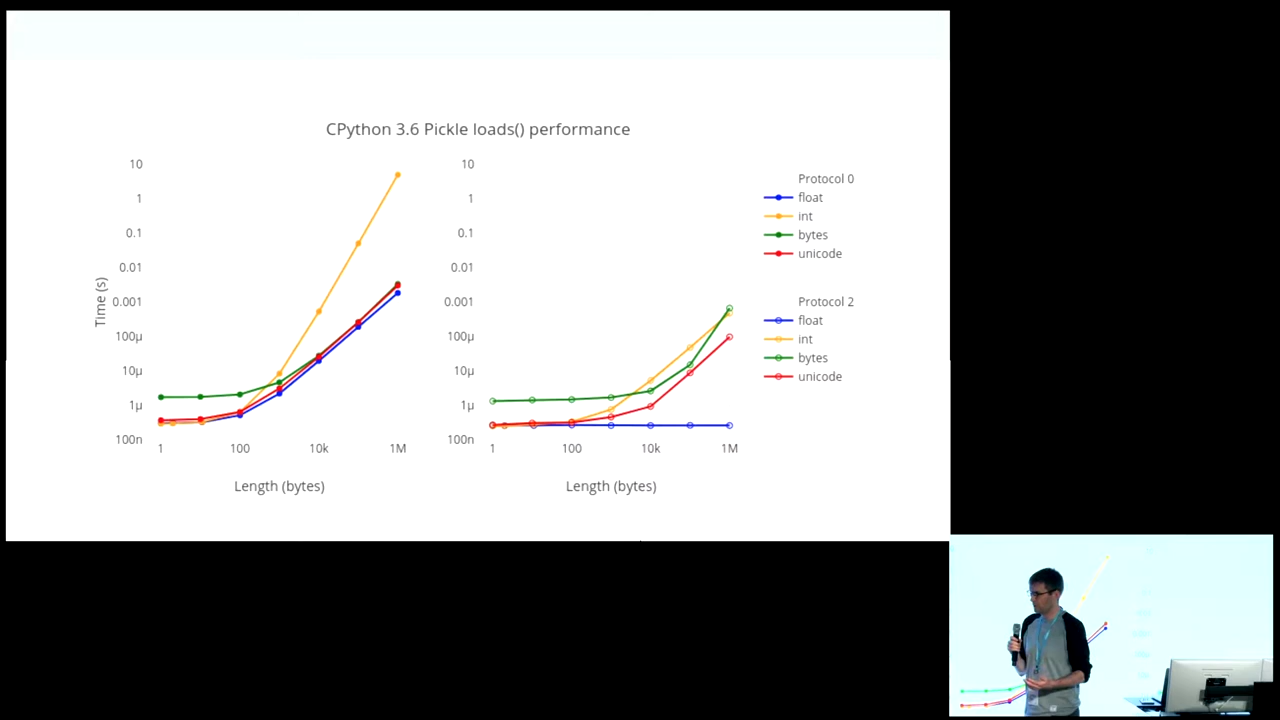 CPython 3.6 Pickle loads() performance
10
1
0.1
0.01
0.001
100µ
10µ
1µ
100n
Time (s)
1
100
10k
1M
Length (bytes)
10
1
0.1
0.01
0.001
100µ
10µ
1µ
100n
1
100
10k
1M
Length (bytes)
Protocol 0
float
int
bytes
unicode
Protocol 2
float
int
bytes
unicode